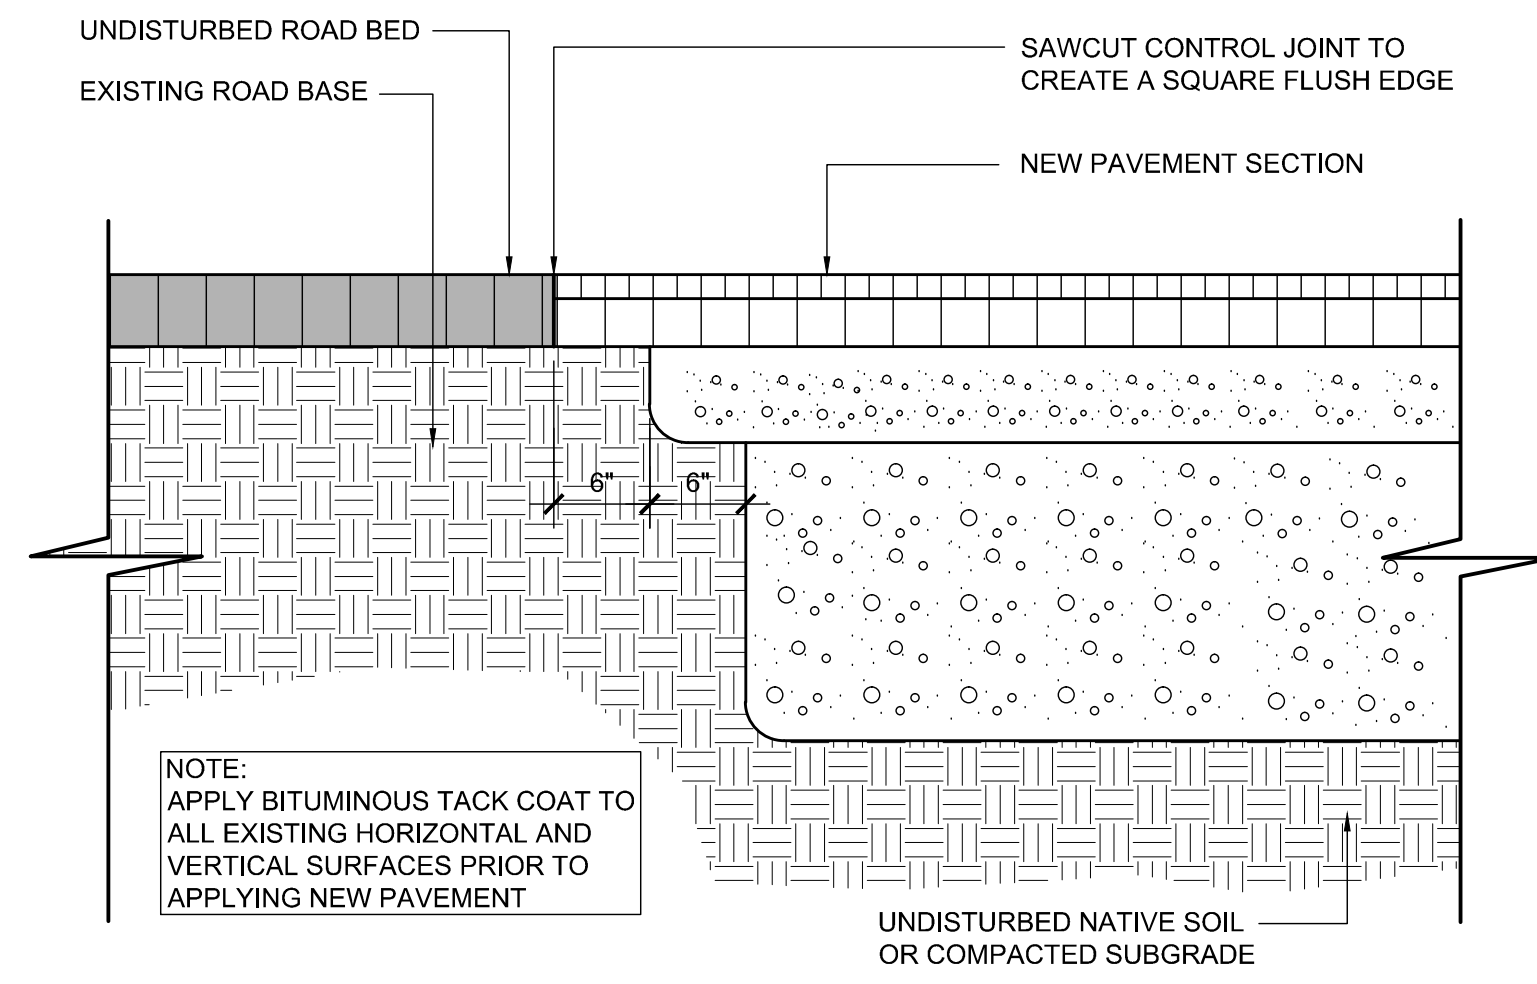 UNDISTURBED ROAD BED
EXISTING ROAD BASE
SAWCUT CONTROL JOINT TO
CREATE A SQUARE FLUSH EDGE
NEW PAVEMENT SECTION
6"
6"
NOTE:
APPLY BITUMINOUS TACK COAT TO
ALL EXISTING HORIZONTAL AND
VERTICAL SURFACES PRIOR TO
APPLYING NEW PAVEMENT
UNDISTURBED NATIVE SOIL
OR COMPACTED SUBGRADE